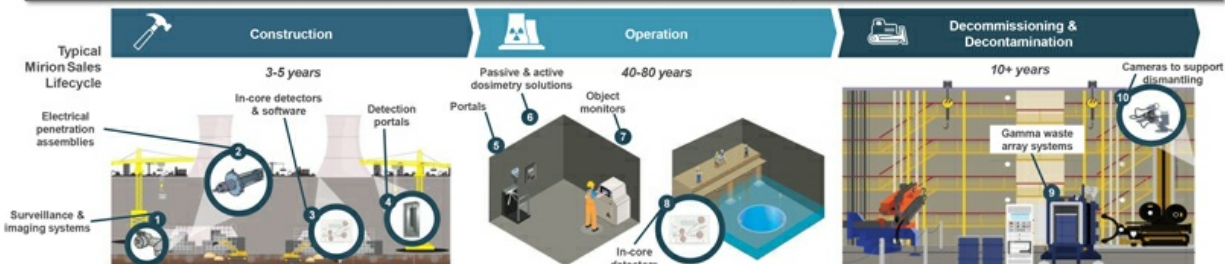 Typical
Mirion Sales
Lifecycle
Construction
3-5 years
Electrical
penetration
assemblies
2
In-core detectors
& software
Detection
portals
Surveillance &
imaging systems
1
3
4
Operation
40-80 years
Passive & active
dosimetry solutions
6
Portals
5
Object
monitors
7
8
In-core
detectors
Decommissioning &
Decontamination
10+ years
Cameras to support
dismantling
10
Gamma waste
array systems
9